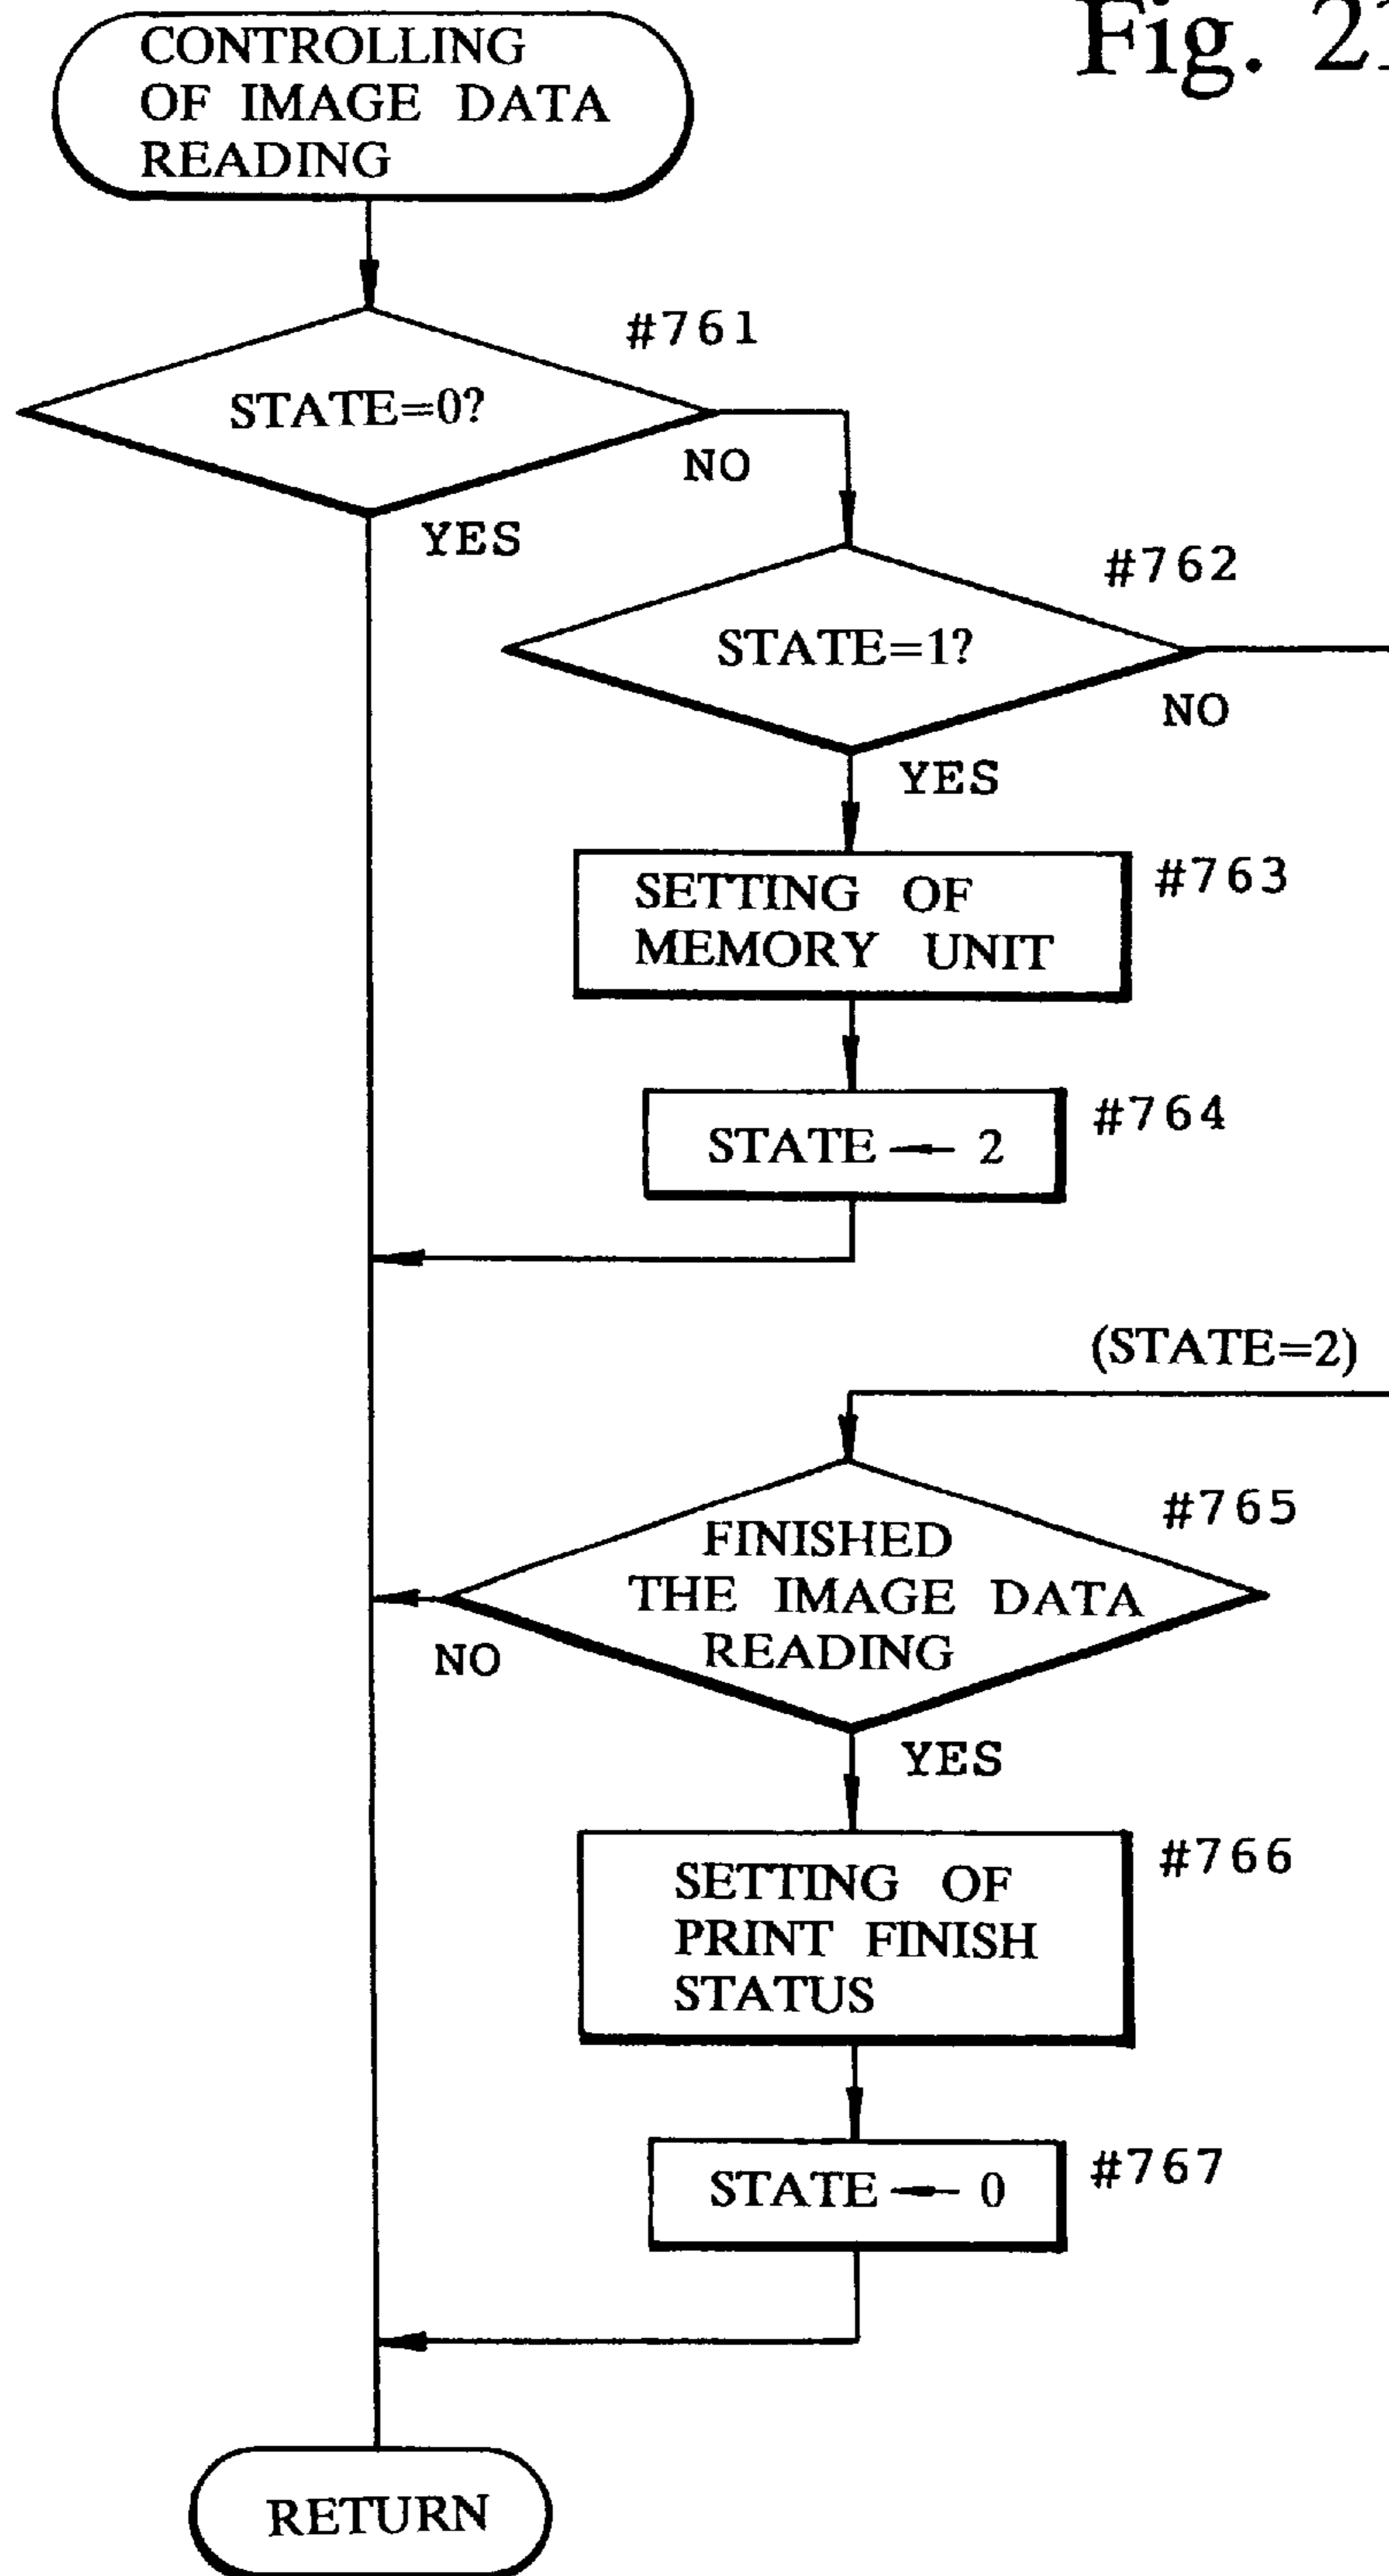 Fig. 21
CONTROLLING
OF IMAGE DATA
READING
#761
STATE=0?
NO
YES
#762
STATE=1?
NO
YES
#763
SETTING OF
MEMORY UNIT
#764
STATE ← 2
(STATE=2)
#765
FINISHED
THE IMAGE DATA
READING
NO
YES
#766
SETTING OF
PRINT FINISH
STATUS
#767
STATE ← 0
RETURN